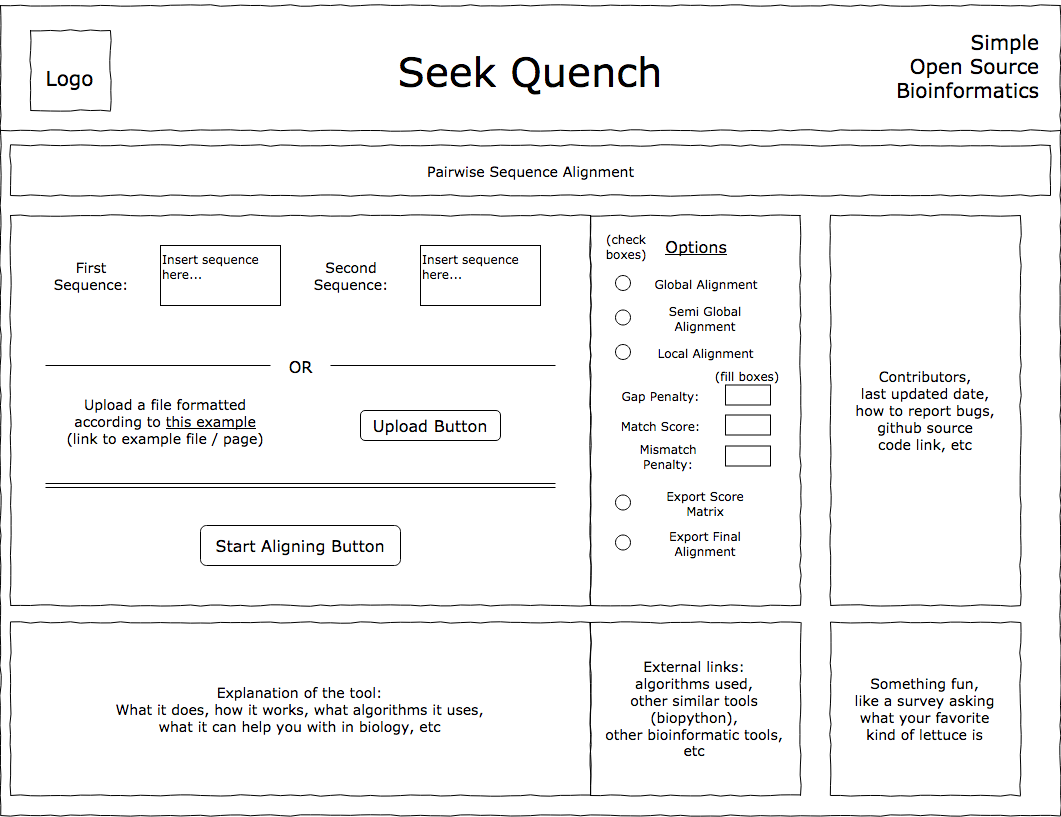 Logo
Seek Quench
Simple
Open Source
Bioinformatics
Pairwise Sequence Alignment
First
Sequence:
Insert sequence
here...
Second
Sequence:
Insert sequence
here...
OR
Upload a file formatted
according to this example
(link to example file / page)
Upload Button
Start Aligning Button
(check
boxes)
Options
Global Alignment
Semi Global
Alignment
Local Alignment
(fill boxes)
Gap Penalty:
Match Score:
Mismatch
Penalty:
Export Score
Matrix
Export Final
Alignment
Contributors,
last updated date,
how to report bugs,
github source
code link, etc
Explanation of the tool:
What it does, how it works, what algorithms it uses,
what it can help you with in biology, etc
External links:
algorithms used,
other similar tools
(biopython),
other bioinformatic tools,
etc
Something fun,
like a survey asking
what your favorite
kind of lettuce is